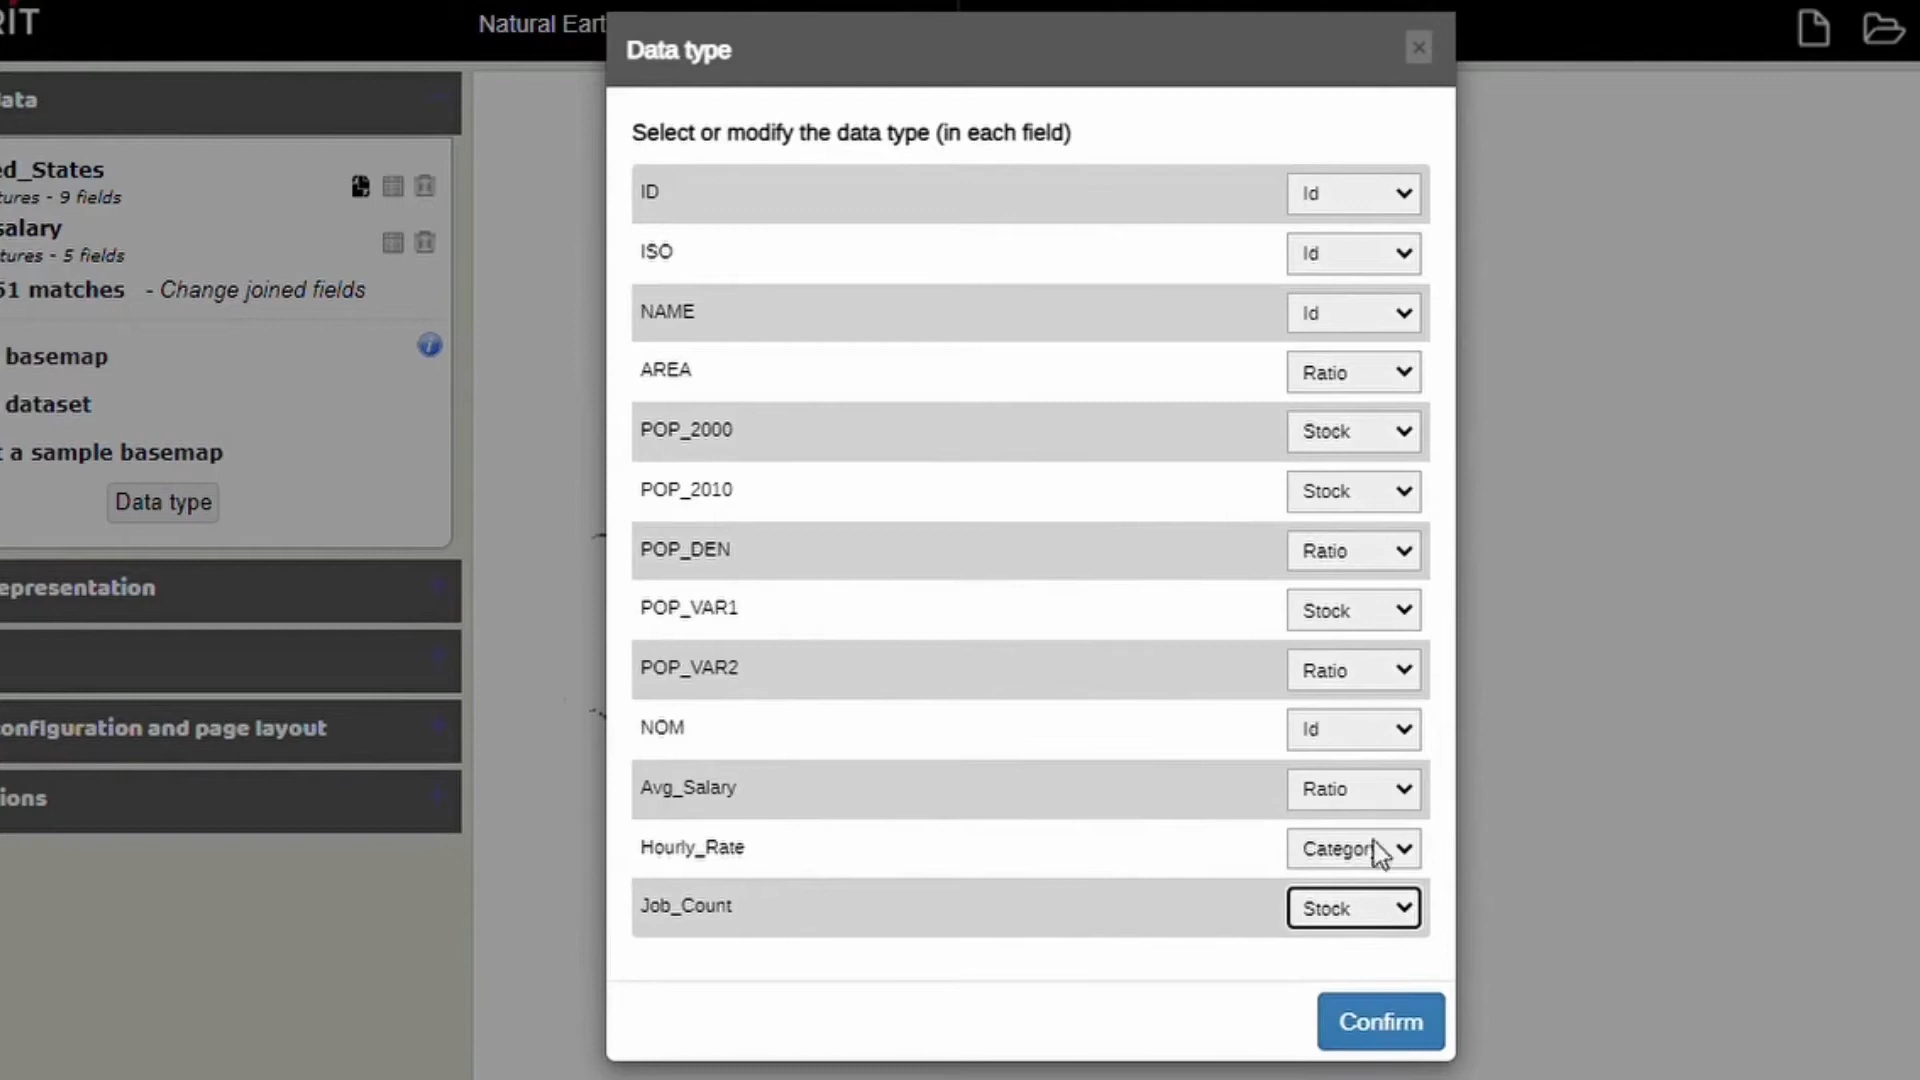 RIT
Natural Eart
Data type
×
Select or modify the data type (in each field)
ata
ed_States
tures - 9 fields
salary
tures - 5 fields
51 matches - Change joined fields
basemap
dataset
t a sample basemap
Data type
epresentation
onfiguration and page layout
ions
ID Id
ISO Id
NAME Id
AREA Ratio
POP_2000 Stock
POP_2010 Stock
POP_DEN Ratio
POP_VAR1 Stock
POP_VAR2 Ratio
NOM Id
Avg_Salary Ratio
Hourly_Rate Category
Job_Count Stock
Confirm